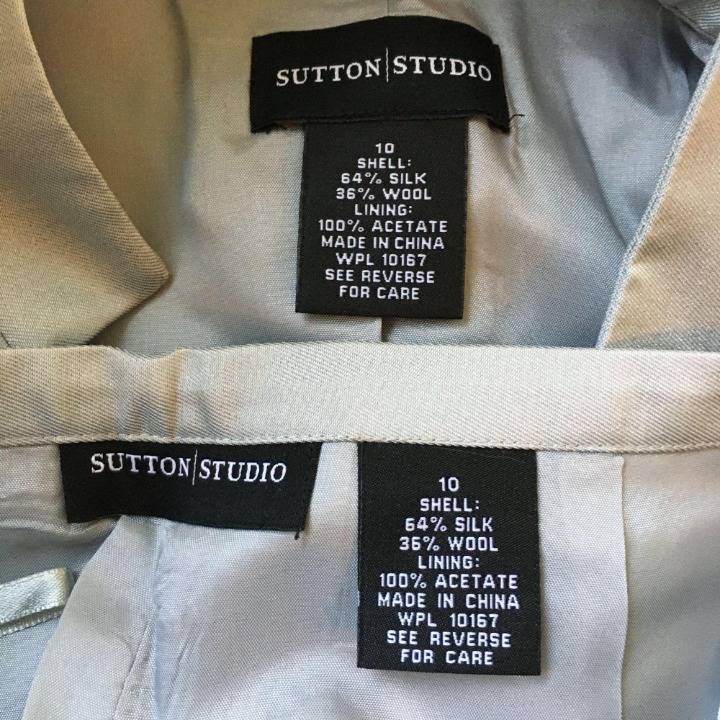 SUTTON|STUDIO
10
SHELL:
64% SILK
36% WOOL
LINING:
100% ACETATE
MADE IN CHINA
WPL 10167
SEE REVERSE
FOR CARE
SUTTON|STUDIO
10
SHELL:
64% SILK
36% WOOL
LINING:
100% ACETATE
MADE IN CHINA
WPL 10167
SEE REVERSE
FOR CARE